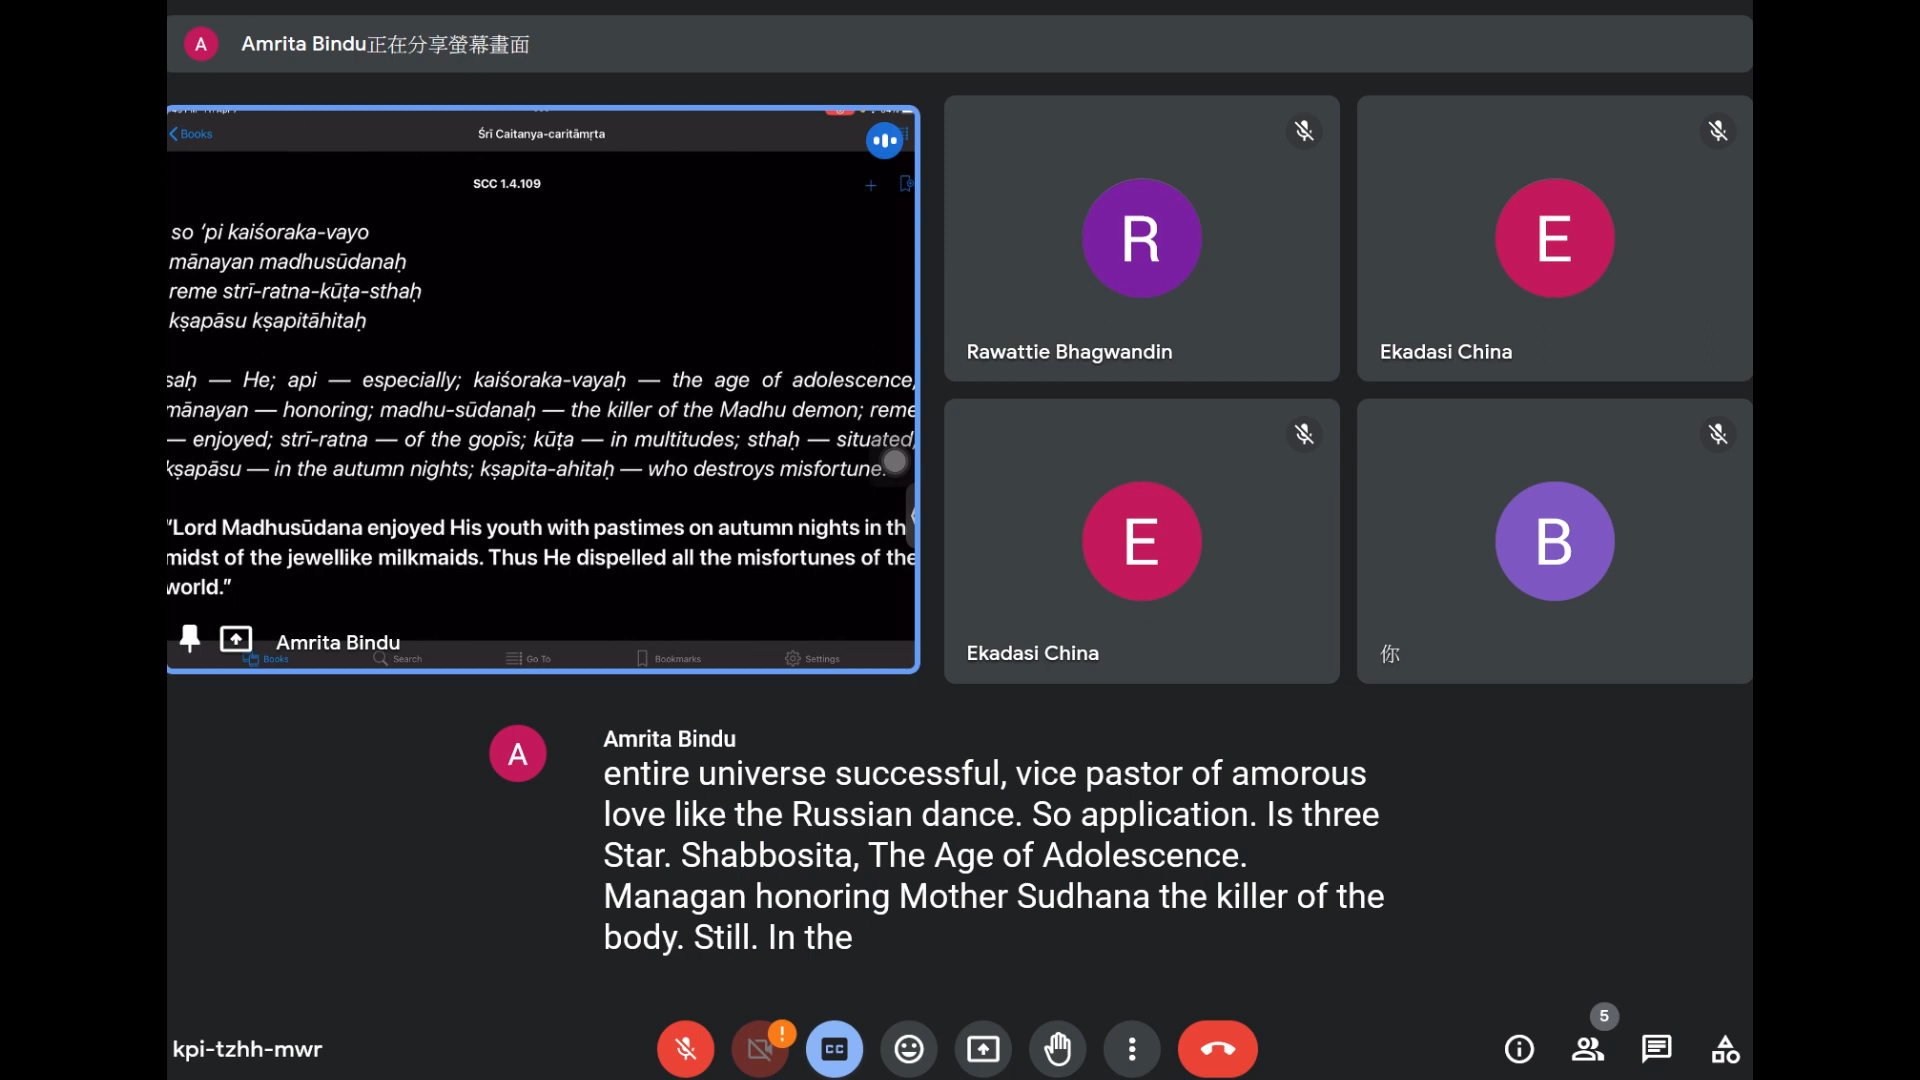 A Amrita Bindu正在分享螢幕畫面
Books
Śrī Caitanya-caritāmṛta
SCC 1.4.109
so ’pi kaiśoraka-vayo
mānayan madhusūdanaḥ
reme strī-ratna-kūṭa-sthaḥ
kṣapāsu kṣapitāhitaḥ
saḥ — He; api — especially; kaiśoraka-vayaḥ — the age of adolescence;
mānayan — honoring; madhu-sūdanaḥ — the killer of the Madhu demon; reme
— enjoyed; strī-ratna — of the gopīs; kūṭa — in multitudes; sthaḥ — situated;
kṣapāsu — in the autumn nights; kṣapita-ahitaḥ — who destroys misfortune.
“Lord Madhusūdana enjoyed His youth with pastimes on autumn nights in th
midst of the jewellike milkmaids. Thus He dispelled all the misfortunes of the
world.”
Amrita Bindu
Books
Search
Go To
Bookmarks
Settings
R
Rawattie Bhagwandin
E
Ekadasi China
E
Ekadasi China
B
你
A
Amrita Bindu
entire universe successful, vice pastor of amorous
love like the Russian dance. So application. Is three
Star. Shabbosita, The Age of Adolescence.
Managan honoring Mother Sudhana the killer of the
body. Still. In the
kpi-tzhh-mwr
!
CC
5